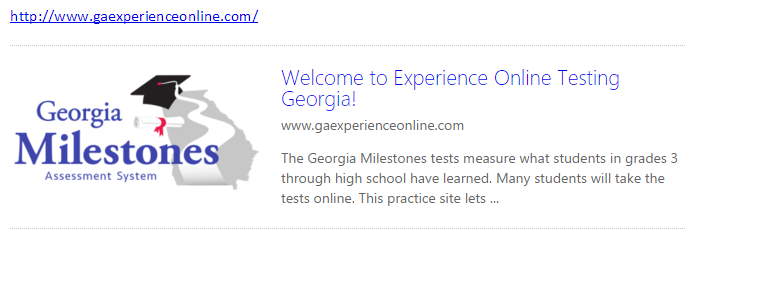 http://www.gaexperienceonline.com/
Georgia
Milestones
Assessment System
Welcome to Experience Online Testing
Georgia!
www.gaexperienceonline.com
The Georgia Milestones tests measure what students in grades 3
through high school have learned. Many students will take the
tests online. This practice site lets ...